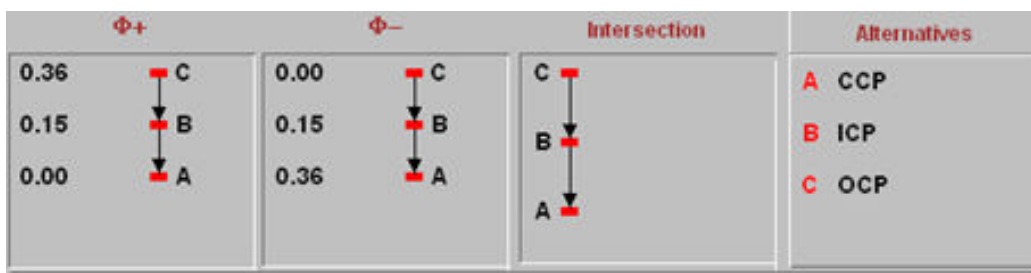 Φ+ Φ− Intersection Alternatives
0.36 C 0.00 C C A CCP
0.15 B 0.15 B B B ICP
0.00 A 0.36 A A C OCP